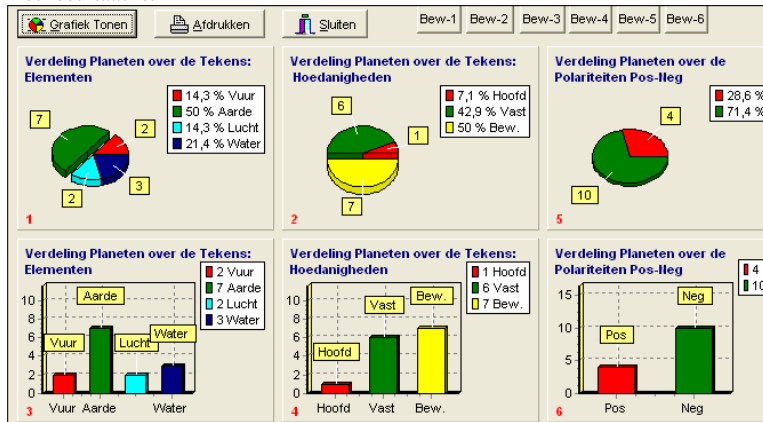 Grafiek Tonen
Afdrukken
Sluiten
Bew-1
Bew-2
Bew-3
Bew-4
Bew-5
Bew-6
Verdeling Planeten over de Tekens:
Elementen
14,3 % Vuur
50 % Aarde
14,3 % Lucht
21,4 % Water
7
2
2
3
1
Verdeling Planeten over de Tekens:
Hoedanigheden
7,1 % Hoofd
42,9 % Vast
50 % Bew.
6
1
7
2
Verdeling Planeten over de
Polariteiten Pos-Neg
28,6 %
71,4 %
4
10
5
Verdeling Planeten over de Tekens:
Elementen
2 Vuur
7 Aarde
2 Lucht
3 Water
10
8
6
4
2
0
Vuur
Aarde
Lucht
Water
Vuur Aarde Water
3
Verdeling Planeten over de Tekens:
Hoedanigheden
1 Hoofd
6 Vast
7 Bew.
10
8
6
4
2
0
Hoofd
Vast
Bew.
Hoofd Vast Bew.
4
Verdeling Planeten over de
Polariteiten Pos-Neg
4
10
15
10
5
0
Pos
Neg
Pos Neg
6